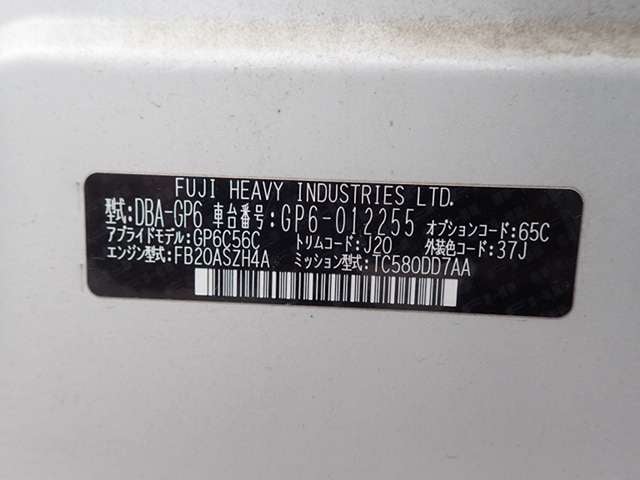 FUJI HEAVY INDUSTRIES LTD.
型式:DBA-GP6 車台番号:GP6-012255 オプションコード:65C
アプライドモデル:GP6C56C トリムコード:J20 外装色コード:37J
エンジン型式:FB20ASZH4A ミッション型式:TC580DD7AA